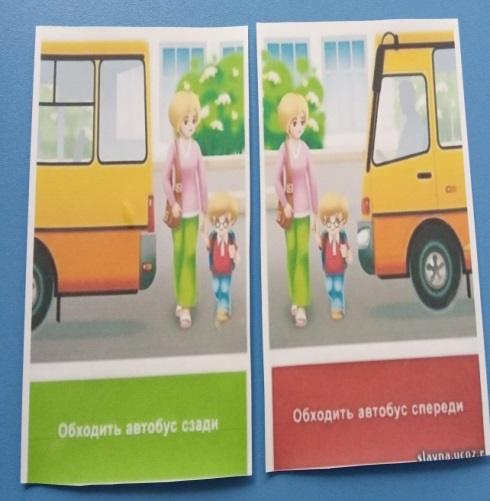 Обходить автобус сзади
Обходить автобус спереди
slavna.ucoz.r